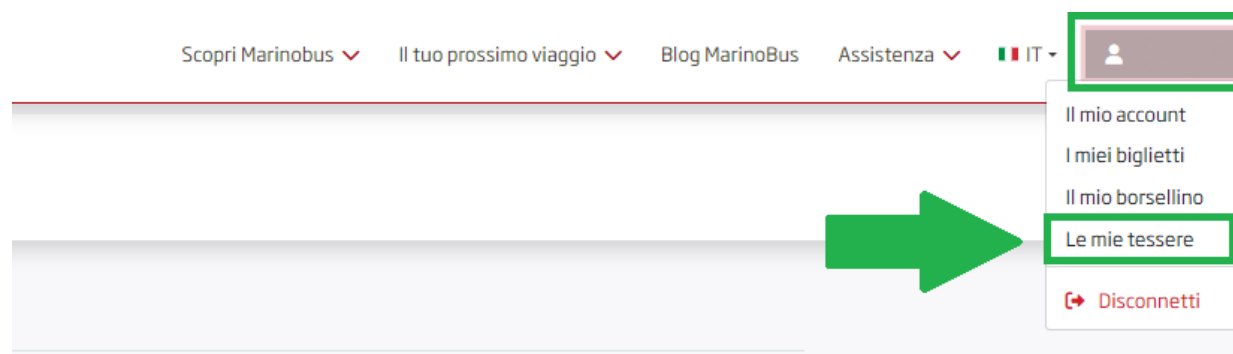 Scopri Marinobus Il tuo prossimo viaggio Blog MarinoBus Assistenza IT
Il mio account
I miei biglietti
Il mio borsellino
Le mie tessere
Disconnetti